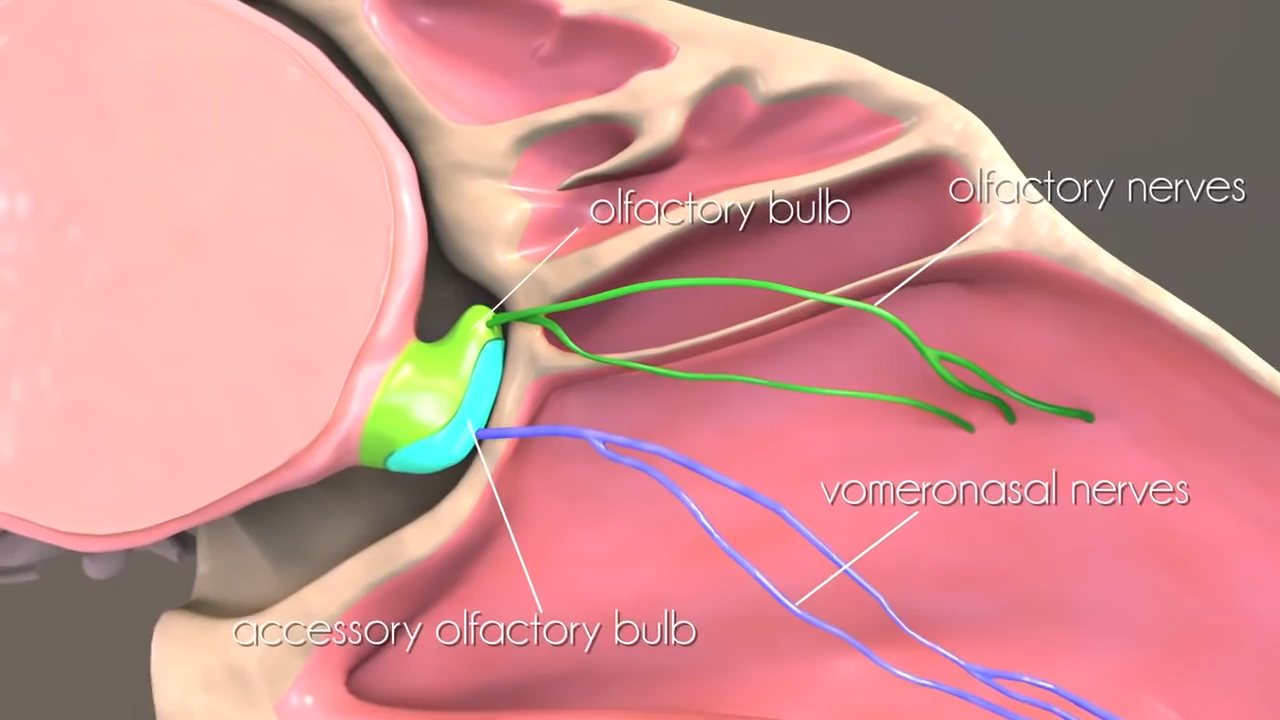 olfactory nerves
olfactory bulb
vomeronasal nerves
accessory olfactory bulb